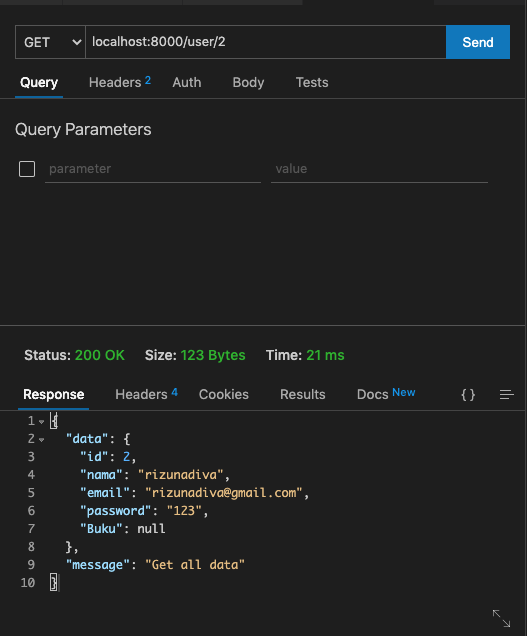 GET localhost:8000/user/2 Send
Query Headers 2 Auth Body Tests
Query Parameters
parameter value
Status: 200 OK Size: 123 Bytes Time: 21 ms
Response Headers 4 Cookies Results Docs New {}
1 {
2 "data": {
3 "id": 2,
4 "nama": "rizunadiva",
5 "email": "rizunadiva@gmail.com",
6 "password": "123",
7 "Buku": null
8 },
9 "message": "Get all data"
10 }